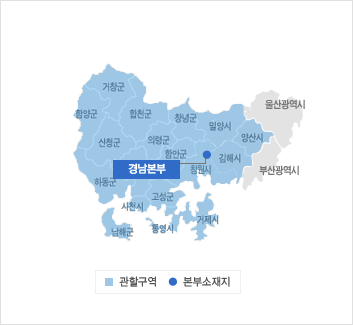 거창군
울산광역시
함양군
합천군
창녕군
밀양시
양산시
산청군
의령군
함안군
김해시
경남본부
창원시
부산광역시
하동군
고성군
사천시
거제시
통영시
남해군
관할구역
본부소재지